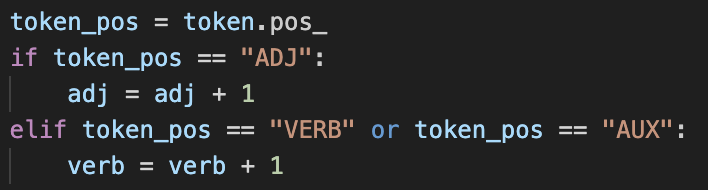 token_pos = token.pos_
if token_pos == "ADJ":
    adj = adj + 1
elif token_pos == "VERB" or token_pos == "AUX":
    verb = verb + 1